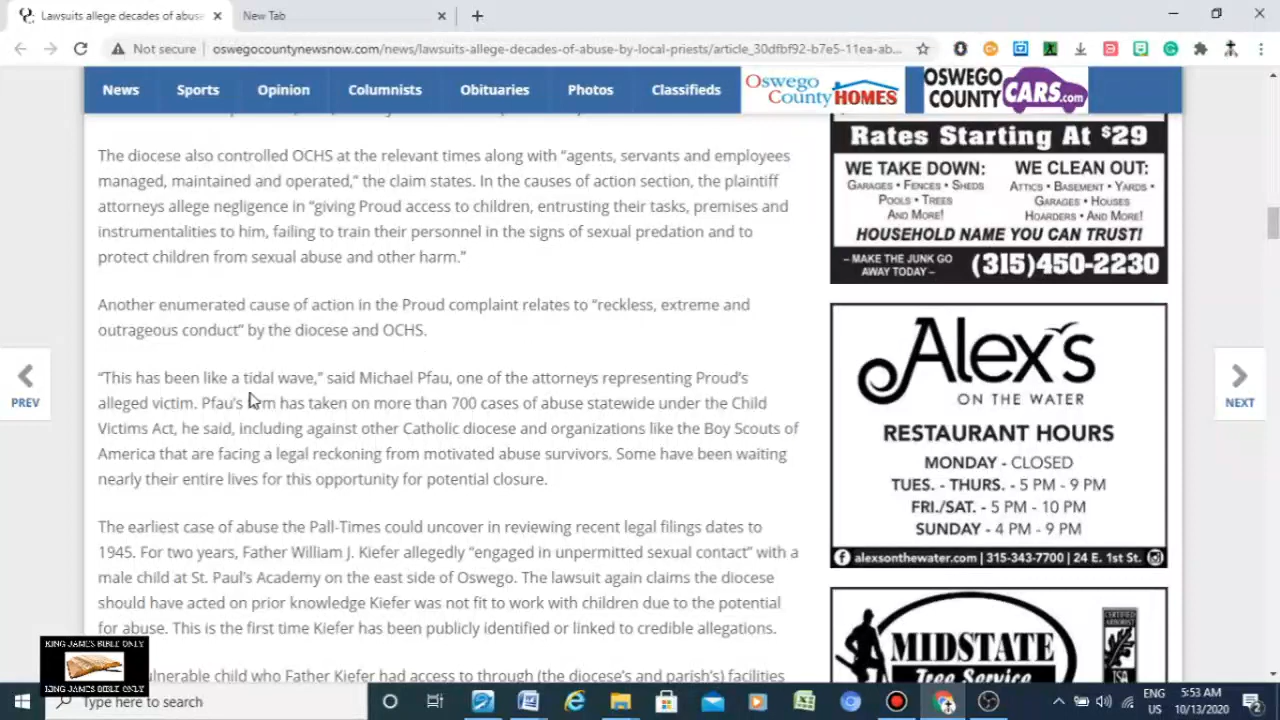 Lawsuits allege decades of abuse
New Tab
Not secure
oswegocountynewsnow.com/news/lawsuits-allege-decades-of-abuse-by-local-priests/article_30dfbf92-b7e5-11ea-ab...
News
Sports
Opinion
Columnists
Obituaries
Photos
Classifieds
Oswego
County HOMES
OSWEGO
COUNTY CARS.com
The diocese also controlled OCHS at the relevant times along with “agents, servants and employees
managed, maintained and operated,” the claim states. In the causes of action section, the plaintiff
attorneys allege negligence in “giving Proud access to children, entrusting their tasks, premises and
instrumentalities to him, failing to train their personnel in the signs of sexual predation and to
protect children from sexual abuse and other harm.”
Another enumerated cause of action in the Proud complaint relates to “reckless, extreme and
outrageous conduct” by the diocese and OCHS.
“This has been like a tidal wave,” said Michael Pfau, one of the attorneys representing Proud’s
alleged victim. Pfau’s firm has taken on more than 700 cases of abuse statewide under the Child
Victims Act, he said, including against other Catholic diocese and organizations like the Boy Scouts of
America that are facing a legal reckoning from motivated abuse survivors. Some have been waiting
nearly their entire lives for this opportunity for potential closure.
The earliest case of abuse the Pall-Times could uncover in reviewing recent legal filings dates to
1945. For two years, Father William J. Kiefer allegedly “engaged in unpermitted sexual contact” with a
male child at St. Paul’s Academy on the east side of Oswego. The lawsuit again claims the diocese
should have acted on prior knowledge Kiefer was not fit to work with children due to the potential
for abuse. This is the first time Kiefer has been publicly identified or linked to credible allegations.
ulnerable child who Father Kiefer had access to through (the diocese’s and parish’s) facilities
PREV
NEXT
Rates Starting At $29
WE TAKE DOWN:
GARAGES • FENCES • SHEDS
POOLS • TREES
AND MORE!
WE CLEAN OUT:
ATTICS • BASEMENT • YARDS •
GARAGES • HOUSES
HOARDERS • AND MORE!
HOUSEHOLD NAME YOU CAN TRUST!
– MAKE THE JUNK GO
AWAY TODAY –
(315)450-2230
Alex's
ON THE WATER
RESTAURANT HOURS
MONDAY - CLOSED
TUES. - THURS. - 5 PM - 9 PM
FRI./SAT. - 5 PM - 10 PM
SUNDAY - 4 PM - 9 PM
alexsonthewater.com | 315-343-7700 | 24 E. 1st St.
MIDSTATE
Tree Service
CERTIFIED
ARBORIST
ISA
KING JAMES BIBLE ONLY
KING JAMES BIBLE ONLY
Type here to search
ENG
US
5:53 AM
10/13/2020
2